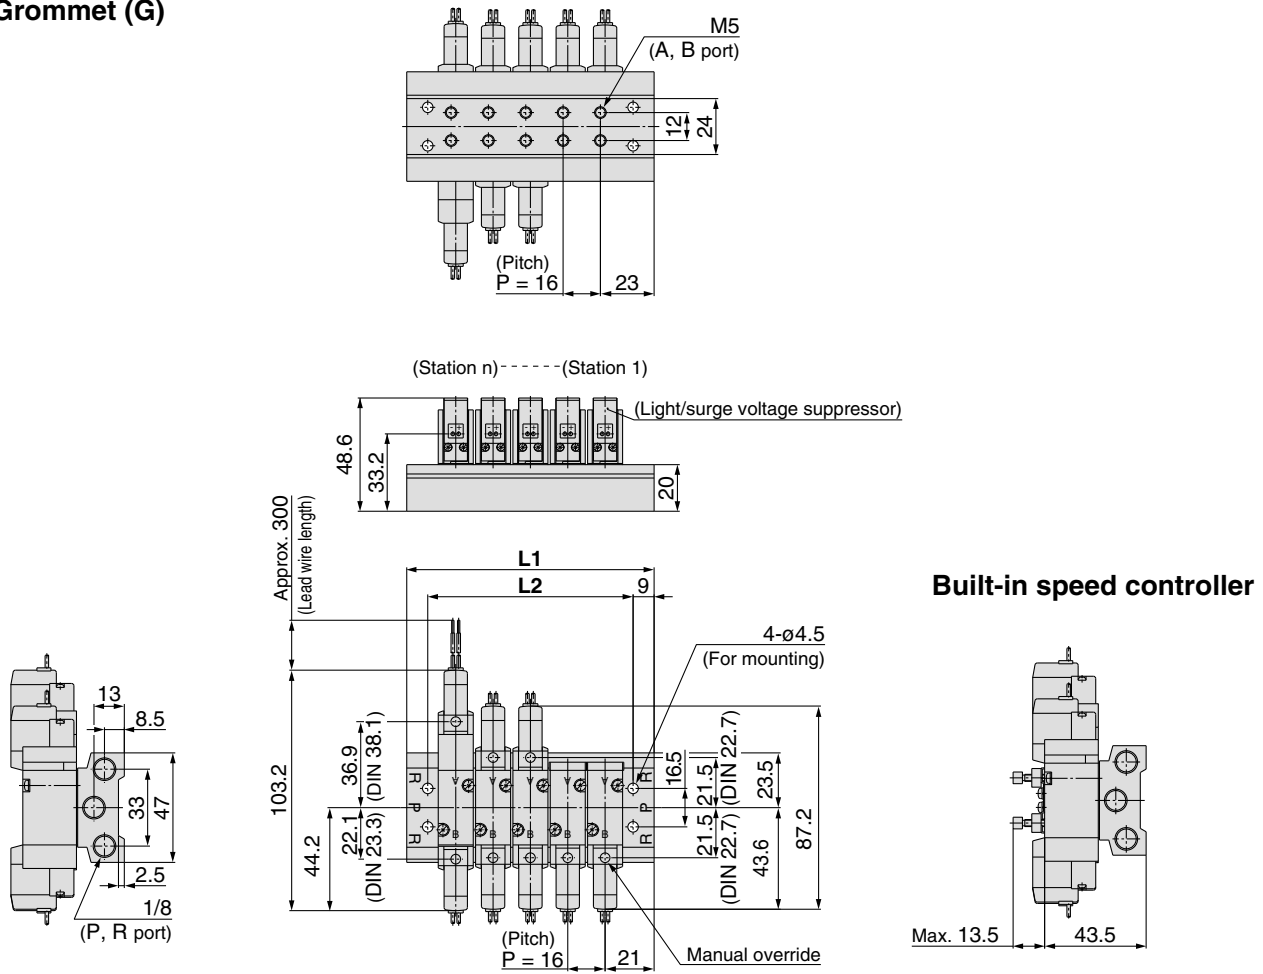 Grommet (G)
M5
(A, B port)
12
24
(Pitch)
P = 16
23
(Station n)
(Station 1)
(Light/surge voltage suppressor)
48.6
33.2
20
Approx. 300
(Lead wire length)
L1
L2
9
Built-in speed controller
4-ø4.5
(For mounting)
13
8.5
33
47
2.5
1/8
(P, R port)
103.2
44.2
36.9
(DIN 38.1)
22.1
(DIN 23.3)
R
P
R
A
A
A
A
A
B
B
B
B
B
R
P
R
16.5
21.5
(DIN 22.7)
21.5
(DIN 22.7)
23.5
43.6
87.2
(Pitch)
P = 16
21
Manual override
Max. 13.5
43.5